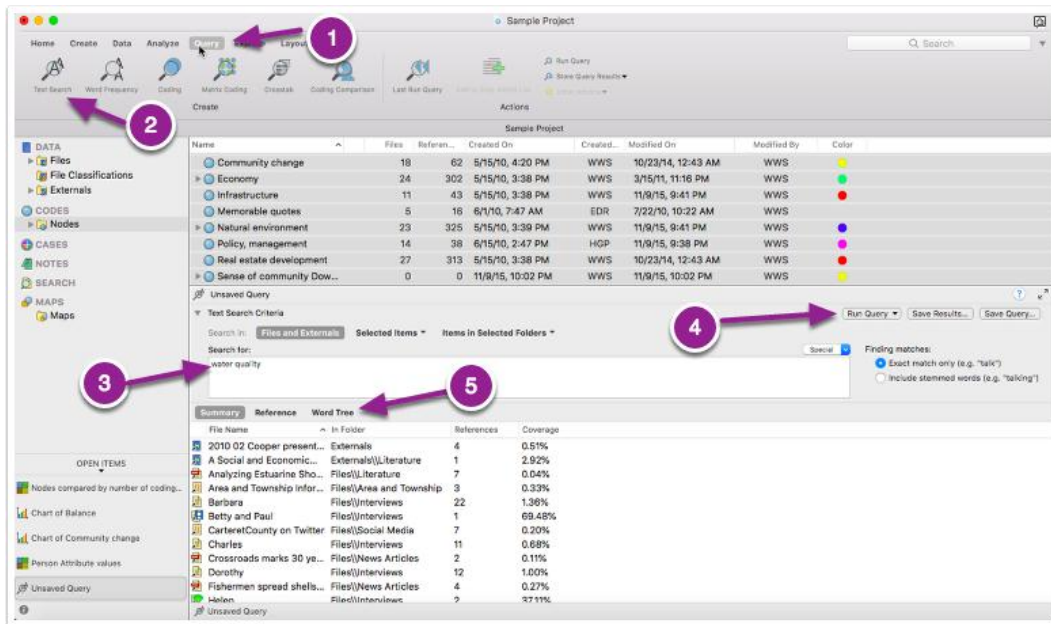 Sample Project
Home Create Data Analyze Query Layou 1 Search
Text Search Word Frequency Coding Matrix Coding Crosstab Coding Comparison Last Run Query Run Query
Store Query Results
Create Actions
2
Sample Project
DATA
Files
File Classifications
Externals
CODES
Nodes
CASES
NOTES
SEARCH
MAPS
Maps
Name Files Referen... Created On Created... Modified On Modified By Color
Community change 18 62 5/15/10, 4:20 PM WWS 10/23/14, 12:43 AM WWS
Economy 24 302 5/15/10, 3:38 PM WWS 3/15/11, 11:16 PM WWS
Infrastructure 11 43 5/15/10, 3:38 PM WWS 11/9/15, 9:41 PM WWS
Memorable quotes 5 16 6/1/10, 7:47 AM EDR 7/22/10, 10:22 AM WWS
Natural environment 23 325 5/15/10, 3:39 PM WWS 11/9/15, 9:41 PM WWS
Policy, management 14 38 6/15/10, 2:47 PM HGP 11/9/15, 9:38 PM WWS
Real estate development 27 313 5/15/10, 3:38 PM WWS 10/23/14, 12:43 AM WWS
Sense of community Dow... 0 0 11/9/15, 10:02 PM WWS 11/9/15, 10:02 PM WWS
Unsaved Query ?
Text Search Criteria 4 Run Query Save Results... Save Query...
Search in: Files and Externals Selected Items Items in Selected Folders
Search for: Special Finding matches:
3 water quality Exact match only (e.g. "talk")
Include stemmed words (e.g. "talking")
5
Summary Reference Word Tree
File Name In Folder References Coverage
2010 02 Cooper present... Externals 4 0.51%
A Social and Economic... Externals\\Literature 1 2.92%
Analyzing Estuarine Sho... Files\\Literature 7 0.04%
Area and Township Infor... Files\\Area and Township 3 0.33%
Barbara Files\\Interviews 22 1.36%
Betty and Paul Files\\Interviews 1 69.48%
CarteretCounty on Twitter Files\\Social Media 7 0.20%
Charles Files\\Interviews 11 0.68%
Crossroads marks 30 ye... Files\\News Articles 2 0.11%
Dorothy Files\\Interviews 12 1.00%
Fishermen spread shells... Files\\News Articles 4 0.27%
Helen Files\\Interviews 2 37.11%
OPEN ITEMS
Nodes compared by number of coding...
Chart of Balance
Chart of Community change
Person Attribute values
Unsaved Query
Unsaved Query